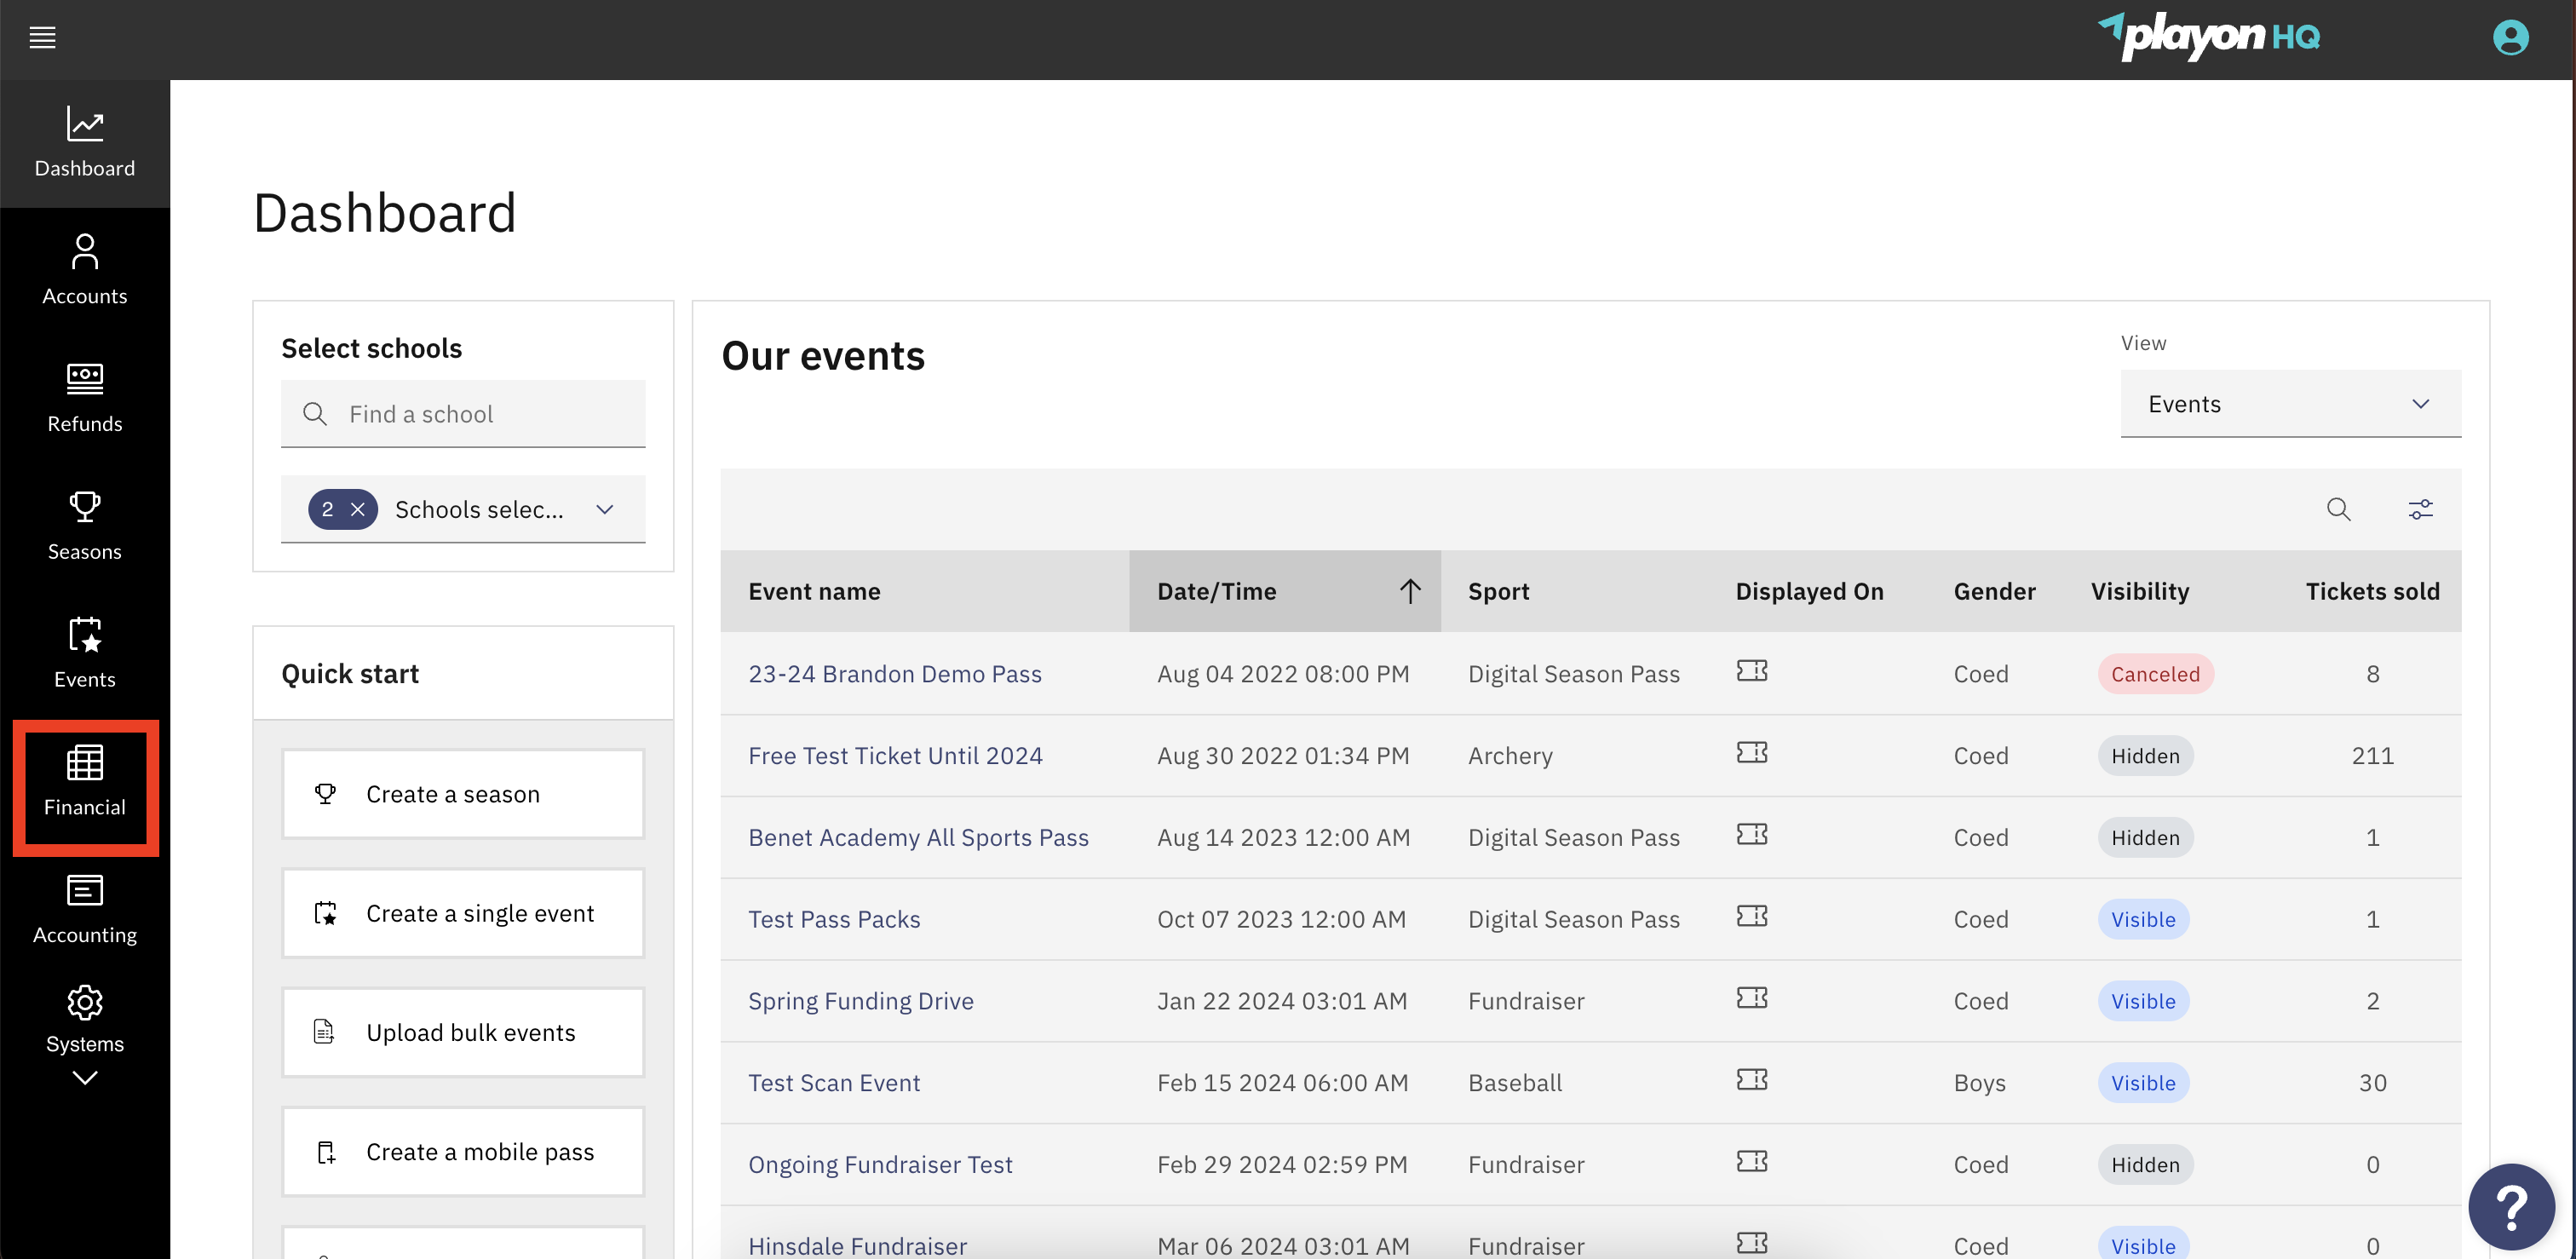 playon HQ
Dashboard
Accounts
Refunds
Seasons
Events
Financial
Accounting
Systems
Dashboard
Select schools
Find a school
2 Schools selec...
Quick start
Create a season
Create a single event
Upload bulk events
Create a mobile pass
Our events
View
Events
Event name Date/Time Sport Displayed On Gender Visibility Tickets sold
23-24 Brandon Demo Pass Aug 04 2022 08:00 PM Digital Season Pass Coed Canceled 8
Free Test Ticket Until 2024 Aug 30 2022 01:34 PM Archery Coed Hidden 211
Benet Academy All Sports Pass Aug 14 2023 12:00 AM Digital Season Pass Coed Hidden 1
Test Pass Packs Oct 07 2023 12:00 AM Digital Season Pass Coed Visible 1
Spring Funding Drive Jan 22 2024 03:01 AM Fundraiser Coed Visible 2
Test Scan Event Feb 15 2024 06:00 AM Baseball Boys Visible 30
Ongoing Fundraiser Test Feb 29 2024 02:59 PM Fundraiser Coed Hidden 0
Hinsdale Fundraiser Mar 06 2024 03:01 AM Fundraiser Coed Visible 0
?